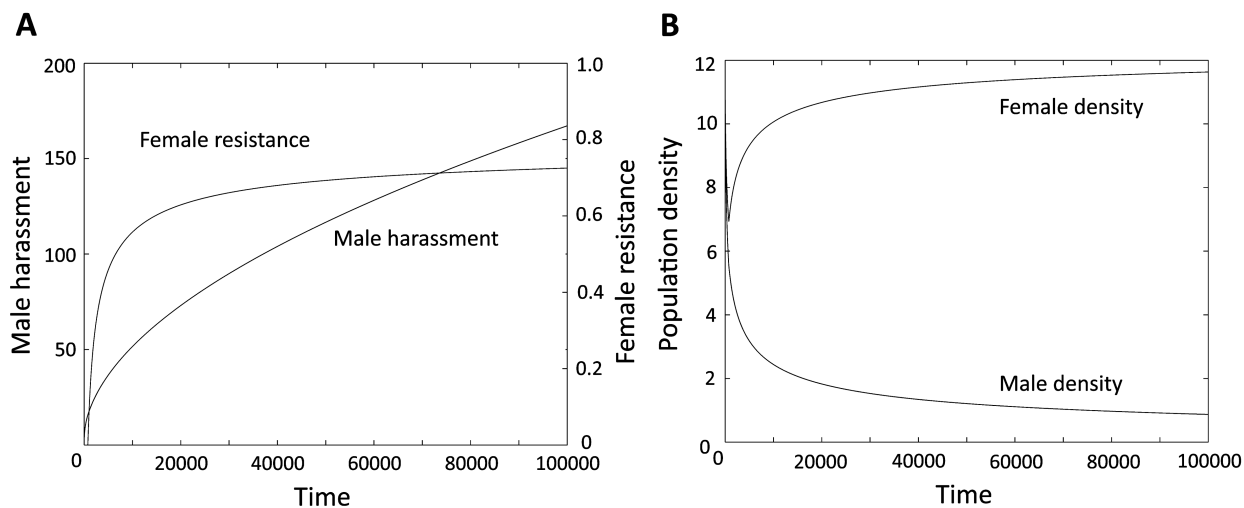 A
Male harassment
200
150
100
50
Female resistance
Male harassment
1.0
0.8
0.6
0.4
0.2
0
Female resistance
0 20000 40000 60000 80000 100000
Time
B
Population density
12
10
8
6
4
2
0
Female density
Male density
0 20000 40000 60000 80000 100000
Time